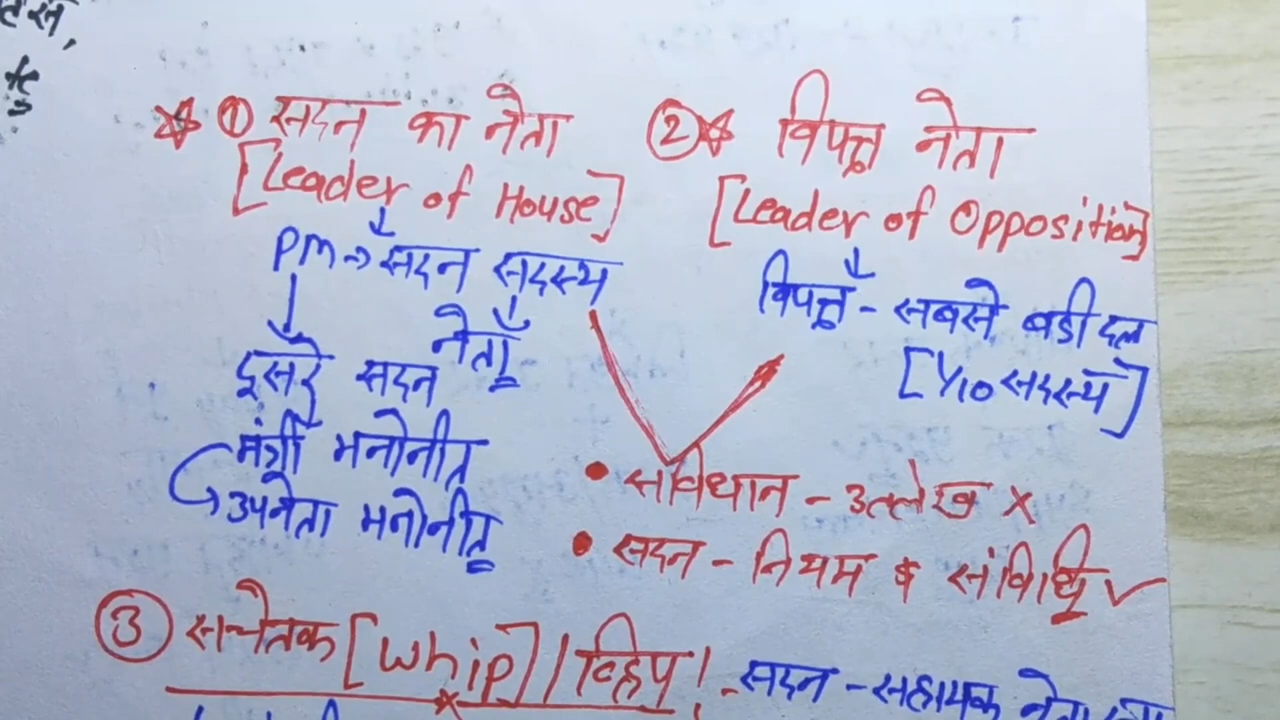 ① सदन का नेता
[Leader of House]
PM → सदन सदस्य
नेता
दूसरे सदन
मंत्री मनोनीत
उपनेता मनोनीत
② विपक्ष नेता
[Leader of Opposition]
विपक्ष - सबसे बडी दल
[1/10 सदस्य]
• संविधान - उल्लेख ×
• सदन - नियम व संविधि ✓
③ सचेतक [Whip] / व्हिप! - सदन - सहायक नेता